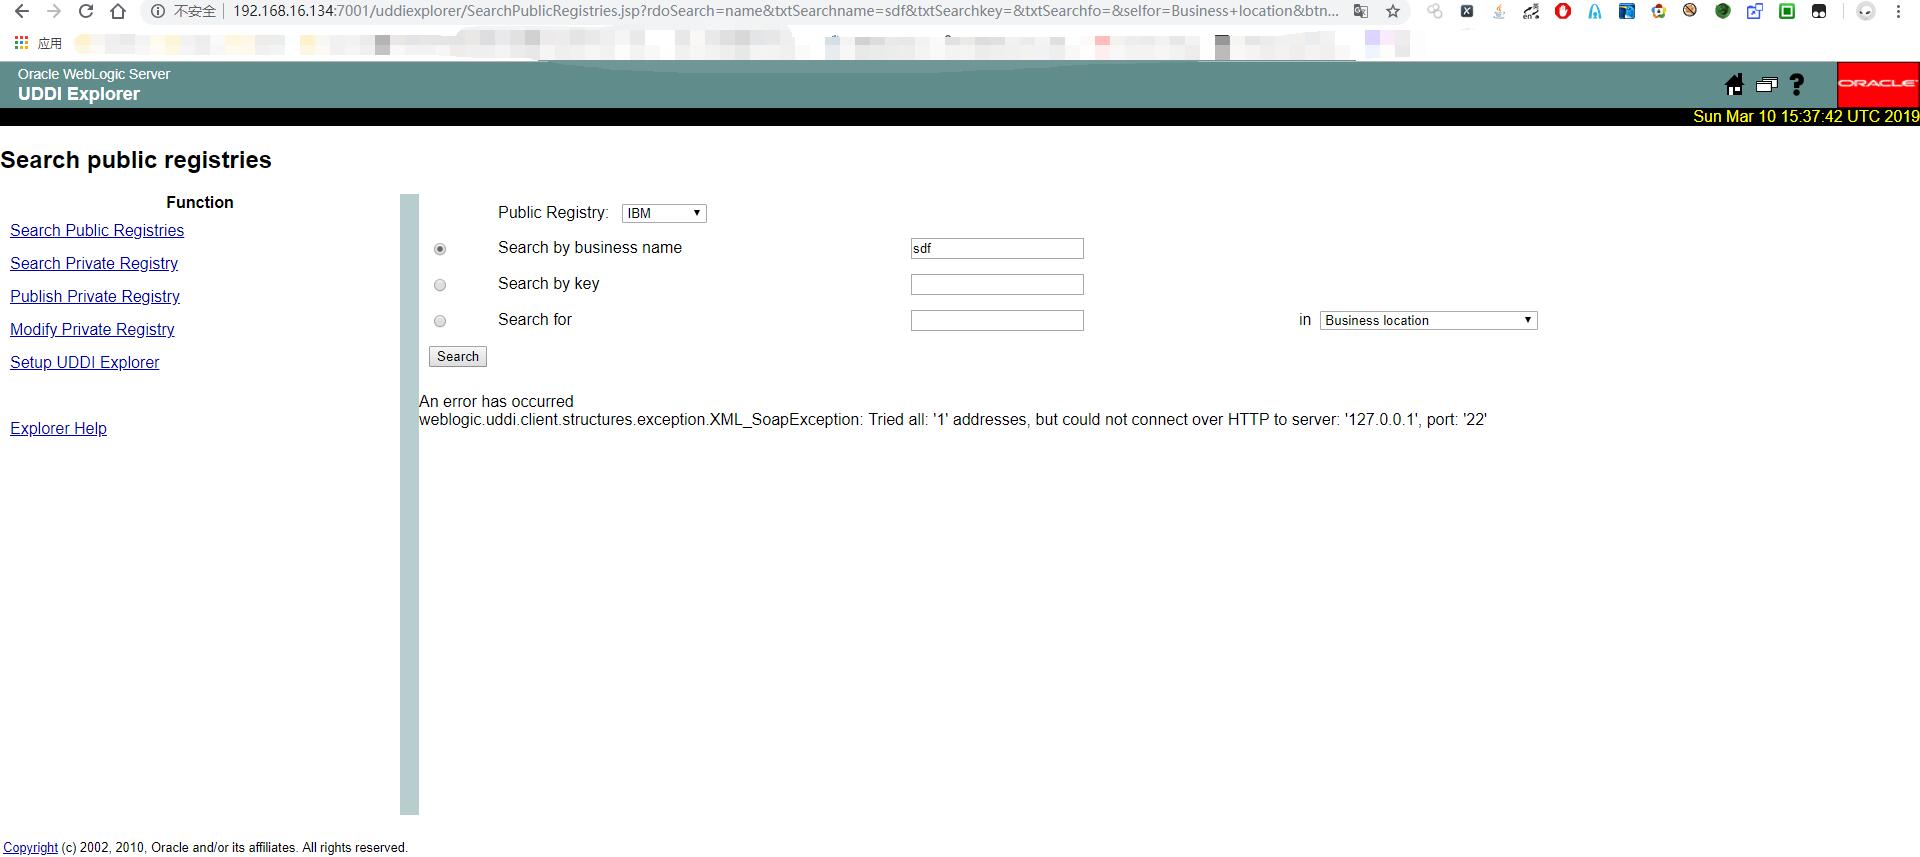 不安全 192.168.16.134:7001/uddiexplorer/SearchPublicRegistries.jsp?rdoSearch=name&txtSearchname=sdf&txtSearchkey=&txtSearchfo=&selfor=Business+location&btn...
应用
Oracle WebLogic Server
UDDI Explorer
ORACLE
Sun Mar 10 15:37:42 UTC 2019
Search public registries
Function
Search Public Registries
Search Private Registry
Publish Private Registry
Modify Private Registry
Setup UDDI Explorer
Explorer Help
Public Registry: IBM
Search by business name sdf
Search by key
Search for in Business location
Search
An error has occurred
weblogic.uddi.client.structures.exception.XML_SoapException: Tried all: '1' addresses, but could not connect over HTTP to server: '127.0.0.1', port: '22'
Copyright (c) 2002, 2010, Oracle and/or its affiliates. All rights reserved.